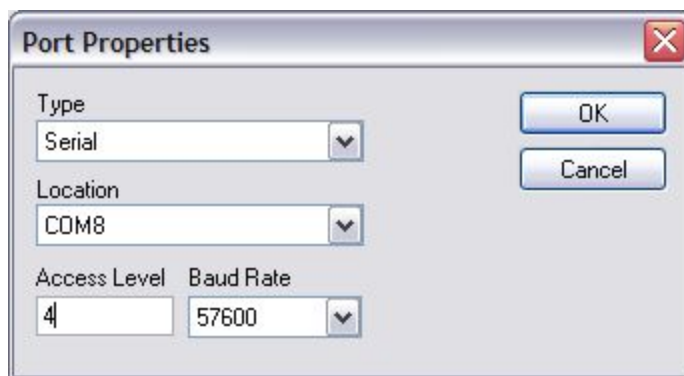 Port Properties
Type
Serial
OK
Cancel
Location
COM8
Access Level Baud Rate
4 57600